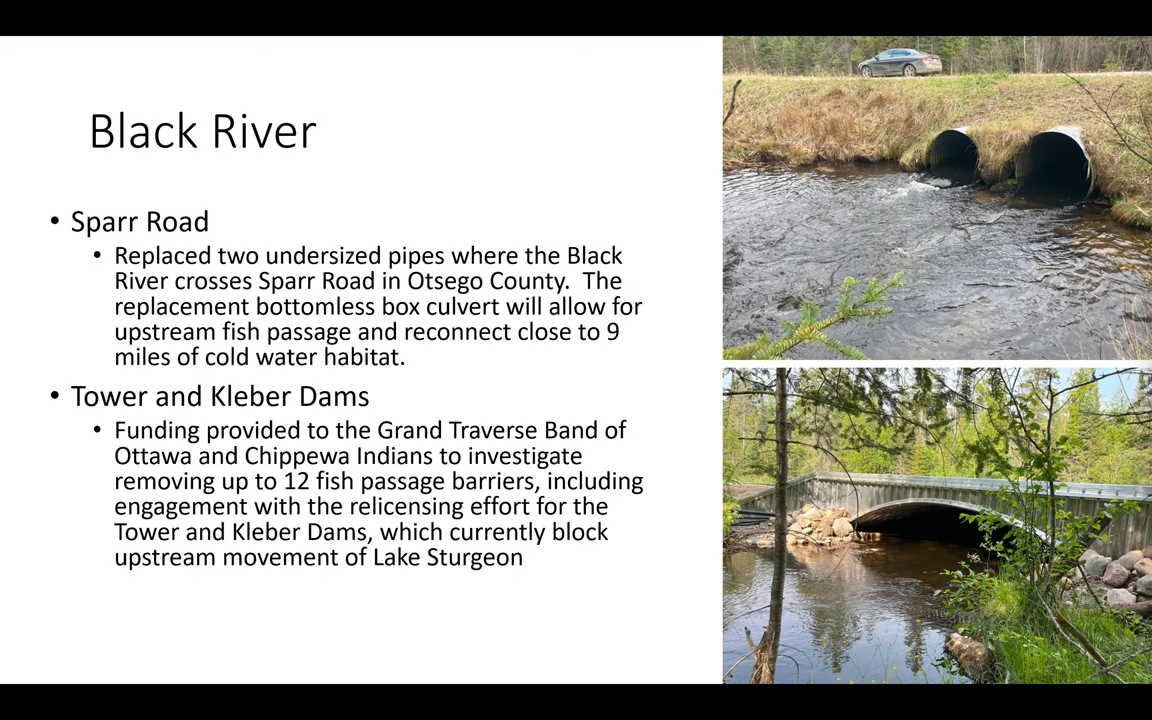 Black River
• Sparr Road
• Replaced two undersized pipes where the Black
River crosses Sparr Road in Otsego County.  The
replacement bottomless box culvert will allow for
upstream fish passage and reconnect close to 9
miles of cold water habitat.
• Tower and Kleber Dams
• Funding provided to the Grand Traverse Band of
Ottawa and Chippewa Indians to investigate
removing up to 12 fish passage barriers, including
engagement with the relicensing effort for the
Tower and Kleber Dams, which currently block
upstream movement of Lake Sturgeon